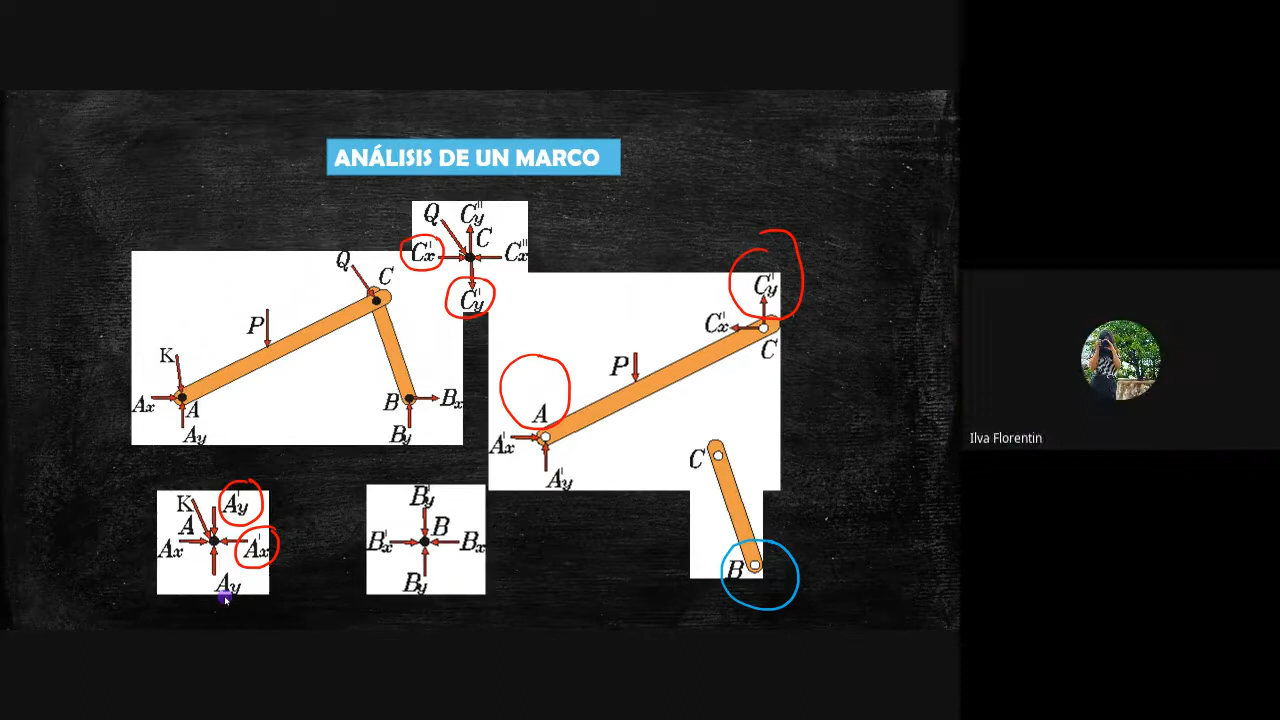 ANÁLISIS DE UN MARCO
Q C''y
C
C'x C''x
C'y
Q
C
P
K
Ax
A
Ay
B
Bx
By
C''y
C'x
C
P
A
A'x
A'y
C
B
K A'y
A
Ax A'x
Ay
B'y
B
B'x Bx
By
Ilva Florentin